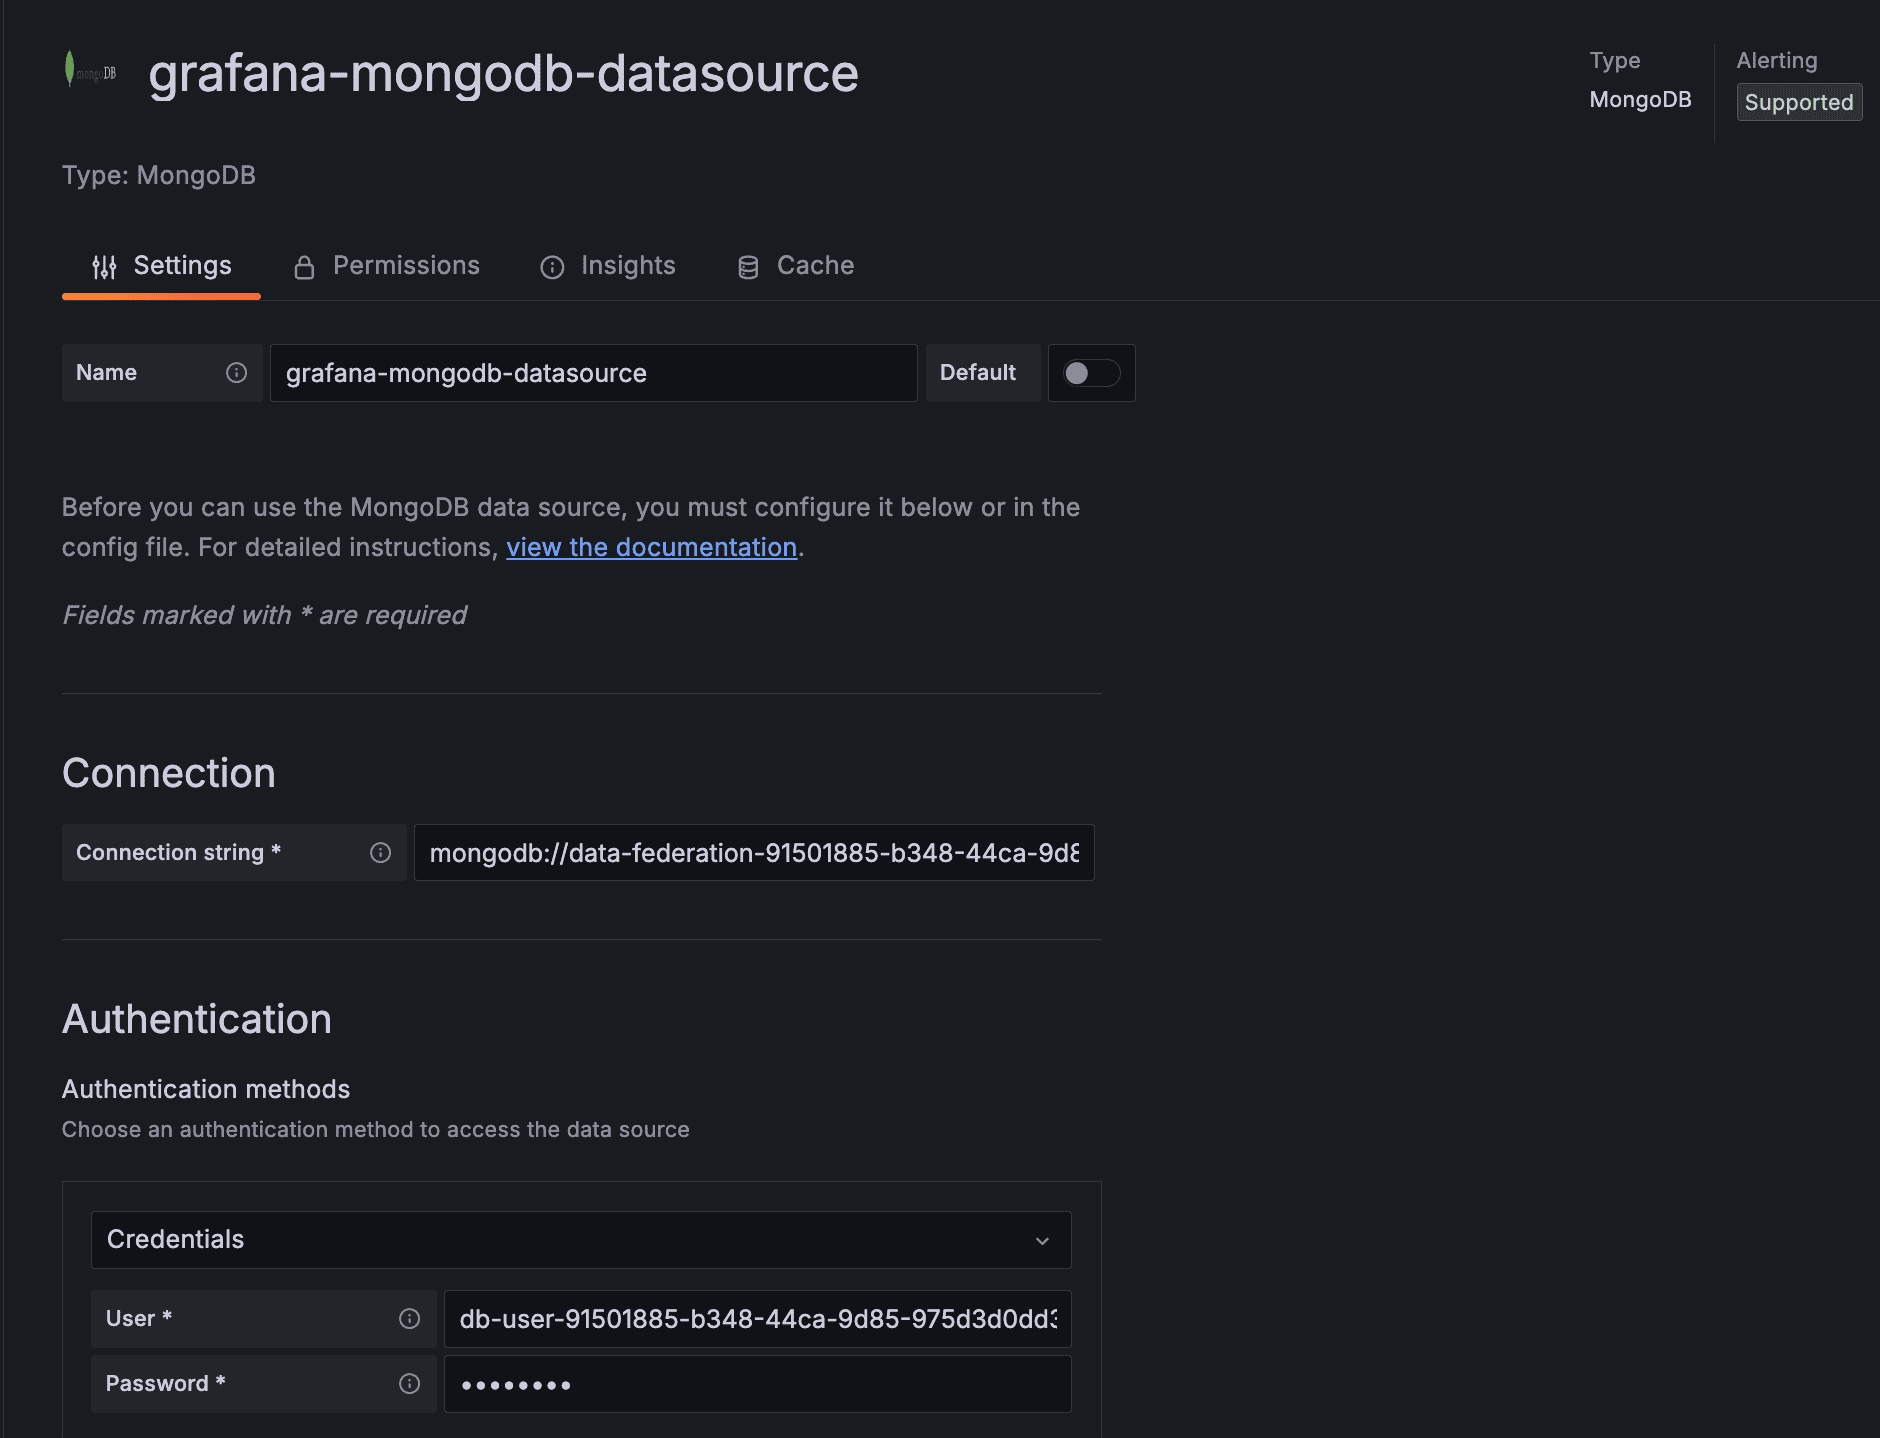 mongoDB
grafana-mongodb-datasource
Type
MongoDB
Alerting
Supported
Type: MongoDB
Settings
Permissions
Insights
Cache
Name
grafana-mongodb-datasource
Default
Before you can use the MongoDB data source, you must configure it below or in the
config file. For detailed instructions, view the documentation.
Fields marked with * are required
Connection
Connection string *
mongodb://data-federation-91501885-b348-44ca-9d8
Authentication
Authentication methods
Choose an authentication method to access the data source
Credentials
User *
db-user-91501885-b348-44ca-9d85-975d3d0dd3
Password *
••••••••